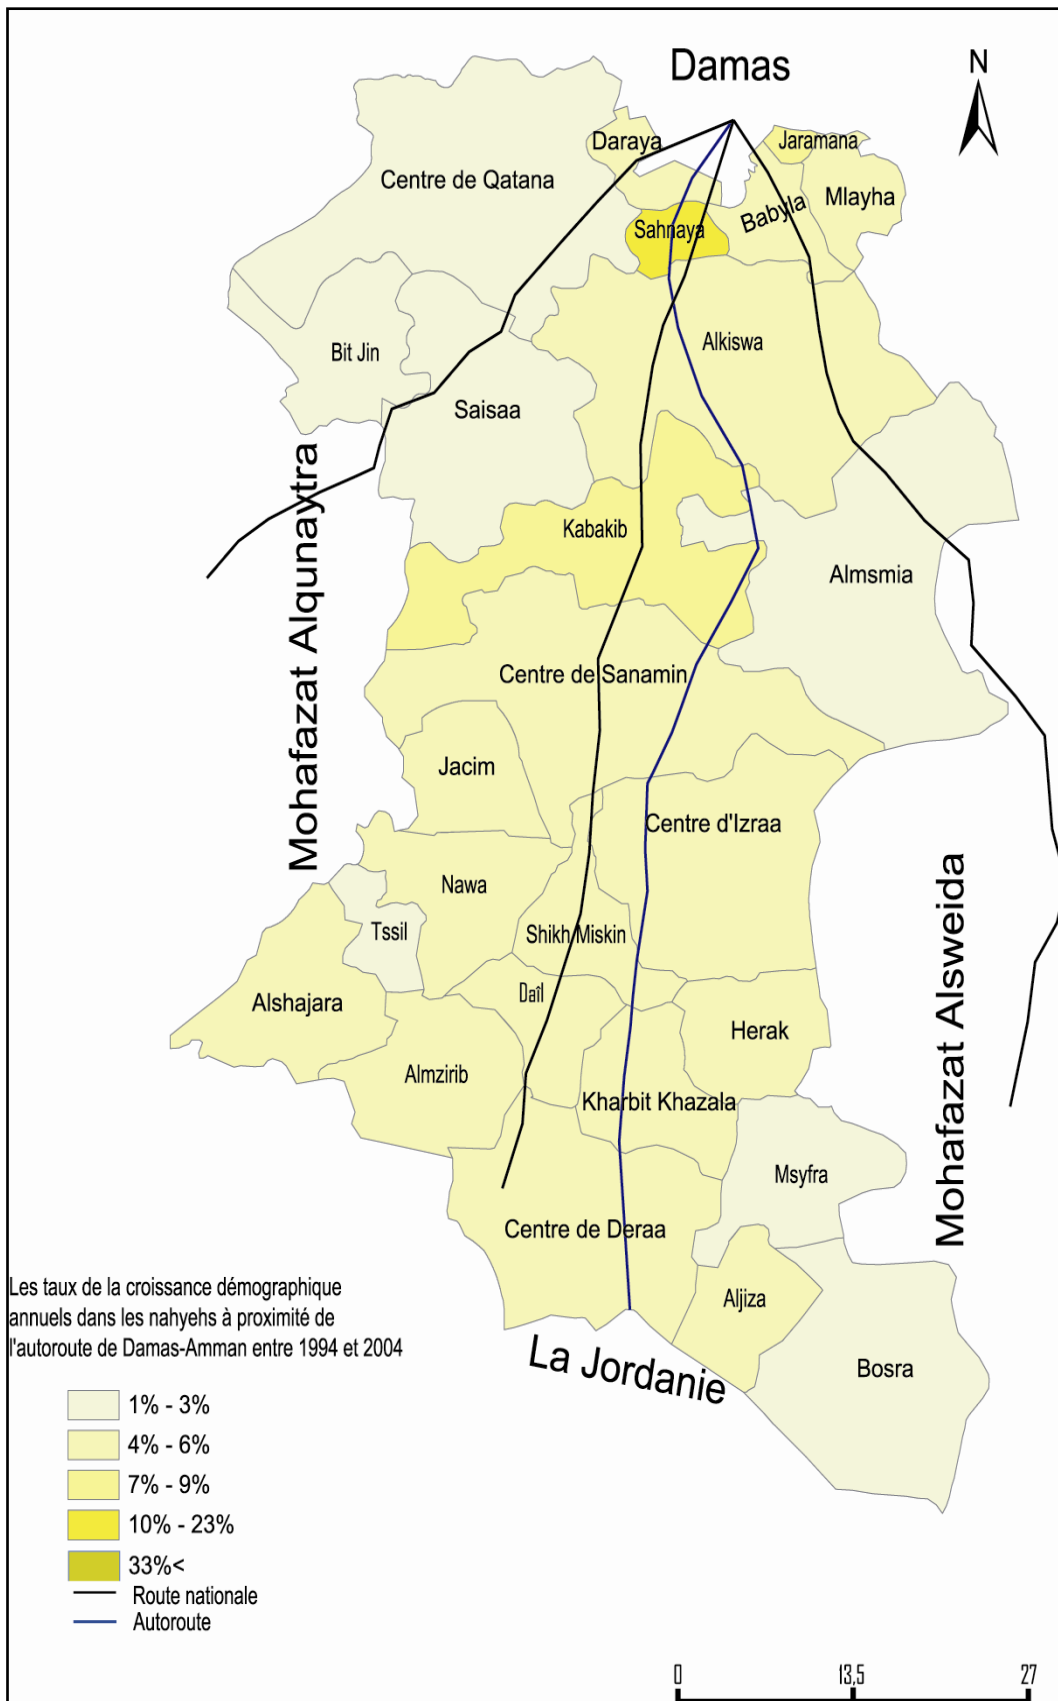 Damas
N
Daraya
Jaramana
Centre de Qatana
Mlayha
Babyla
Sahnaya
Alkiswa
Bit Jin
Saisaa
Mohafazat Alqunaytra
Kabakib
Almsmia
Centre de Sanamin
Jacim
Centre d'Izraa
Nawa
Tssil
Shikh Miskin
Mohafazat Alsweida
Daîl
Alshajara
Herak
Almzirib
Kharbit Khazala
Msyfra
Centre de Deraa
Aljiza
La Jordanie
Bosra
Les taux de la croissance démographique
annuels dans les nahyehs à proximité de
l'autoroute de Damas-Amman entre 1994 et 2004
1% - 3%
4% - 6%
7% - 9%
10% - 23%
33%<
Route nationale
Autoroute
0 13,5 27